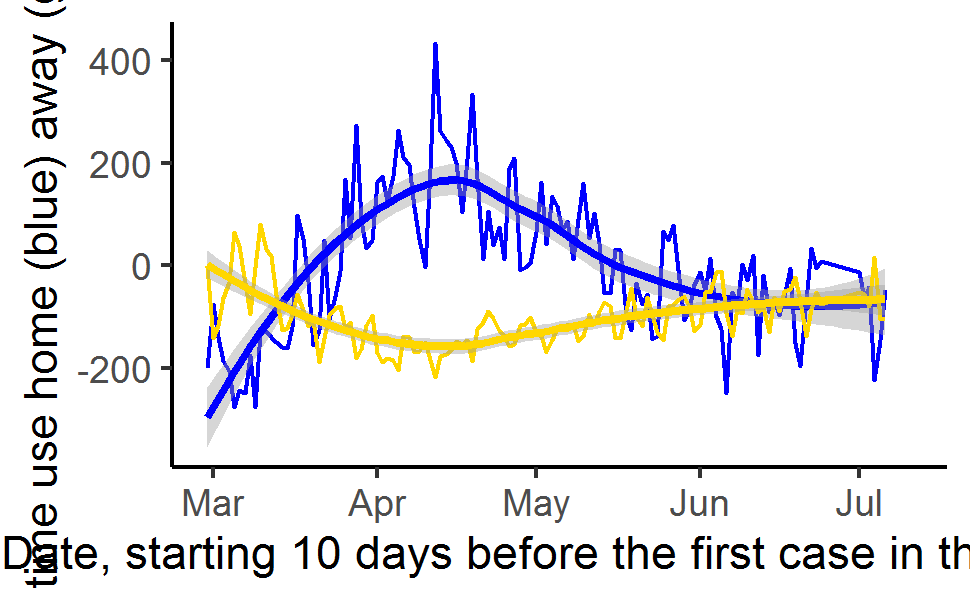 time use home (blue) away (
400
200
0
-200
Mar Apr May Jun Jul
Date, starting 10 days before the first case in th